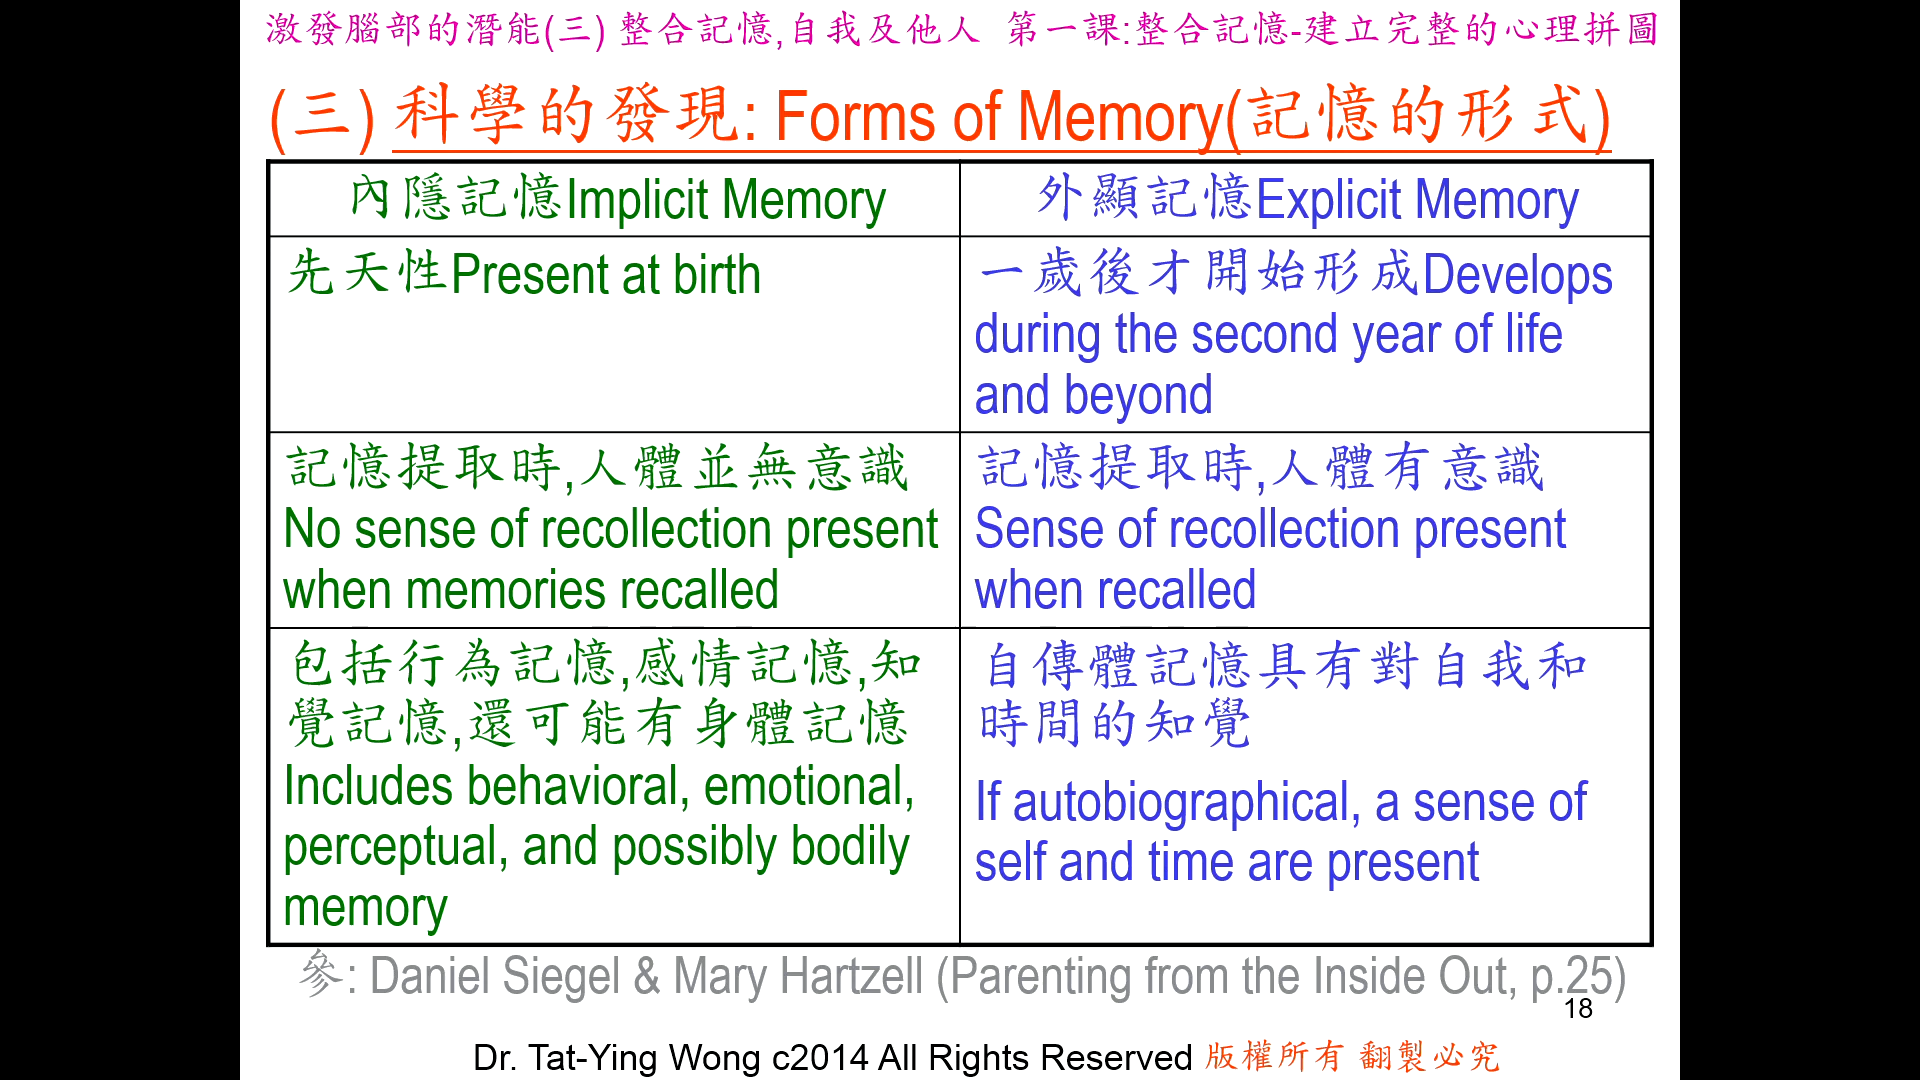 激發腦部的潛能(三) 整合記憶,自我及他人 第一課:整合記憶-建立完整的心理拼圖
(三) 科學的發現: Forms of Memory(記憶的形式)
內隱記憶Implicit Memory
外顯記憶Explicit Memory
先天性Present at birth
一歲後才開始形成Develops
during the second year of life
and beyond
記憶提取時,人體並無意識
No sense of recollection present
when memories recalled
記憶提取時,人體有意識
Sense of recollection present
when recalled
包括行為記憶,感情記憶,知
覺記憶,還可能有身體記憶
Includes behavioral, emotional,
perceptual, and possibly bodily
memory
自傳體記憶具有對自我和
時間的知覺
If autobiographical, a sense of
self and time are present
參: Daniel Siegel & Mary Hartzell (Parenting from the Inside Out, p.25)
18
Dr. Tat-Ying Wong c2014 All Rights Reserved 版權所有 翻製必究